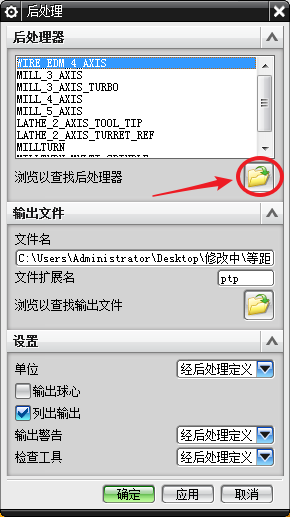 后处理
后处理器
WIRE_EDM_4_AXIS
MILL_3_AXIS
MILL_3_AXIS_TURBO
MILL_4_AXIS
MILL_5_AXIS
LATHE_2_AXIS_TOOL_TIP
LATHE_2_AXIS_TURRET_REF
MILLTURN
浏览以查找后处理器
输出文件
文件名
C:\Users\Administrator\Desktop\修改中\等距
文件扩展名 ptp
浏览以查找输出文件
设置
单位 经后处理定义
输出球心
列出输出
输出警告 经后处理定义
检查工具 经后处理定义
确定 应用 取消